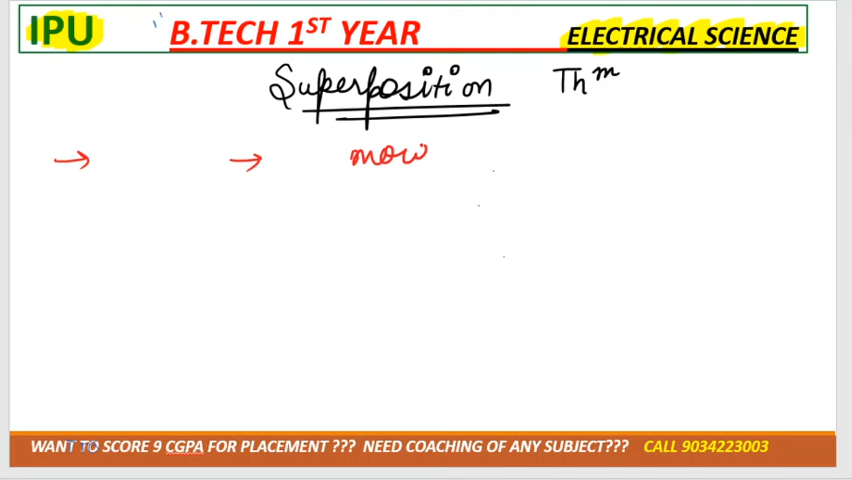 IPU B.TECH 1ST YEAR ELECTRICAL SCIENCE
Superposition Thm
→ →
WANT TO SCORE 9 CGPA FOR PLACEMENT ??? NEED COACHING OF ANY SUBJECT??? CALL 9034223003